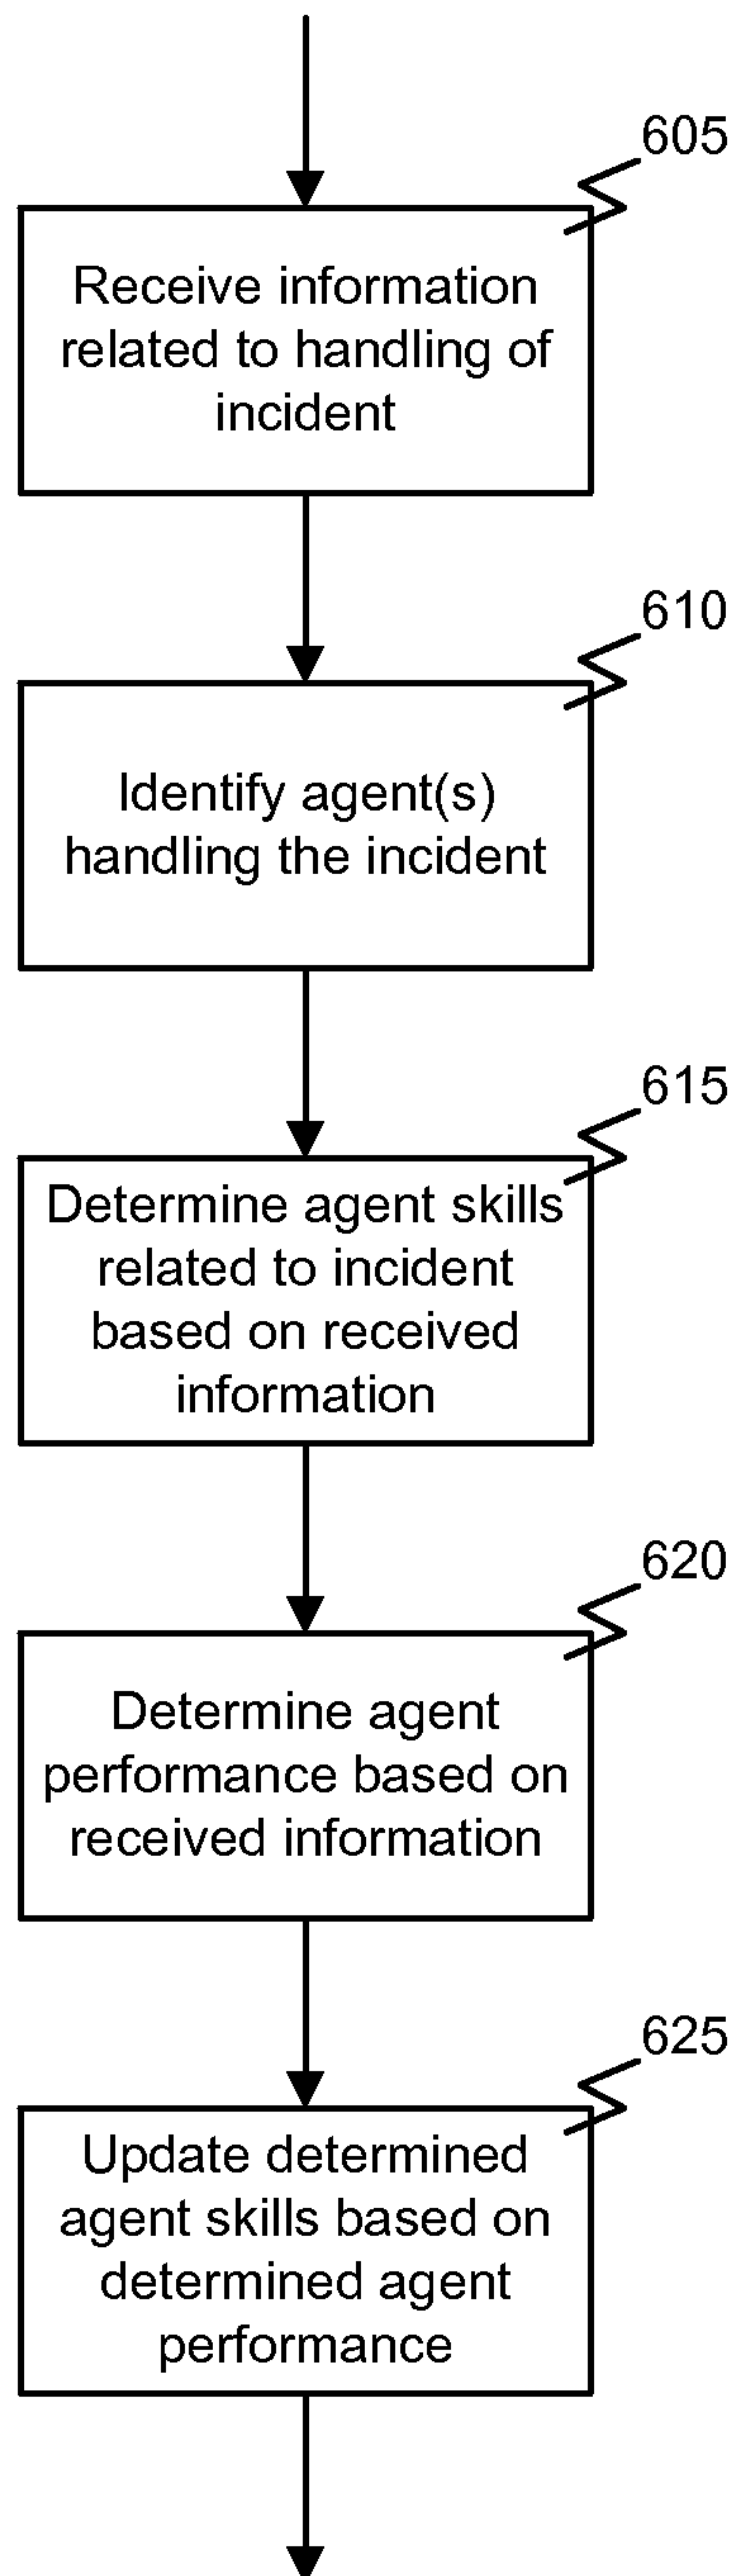 605
Receive information
related to handling of
incident
610
Identify agent(s)
handling the incident
615
Determine agent skills
related to incident
based on received
information
620
Determine agent
performance based on
received information
625
Update determined
agent skills based on
determined agent
performance